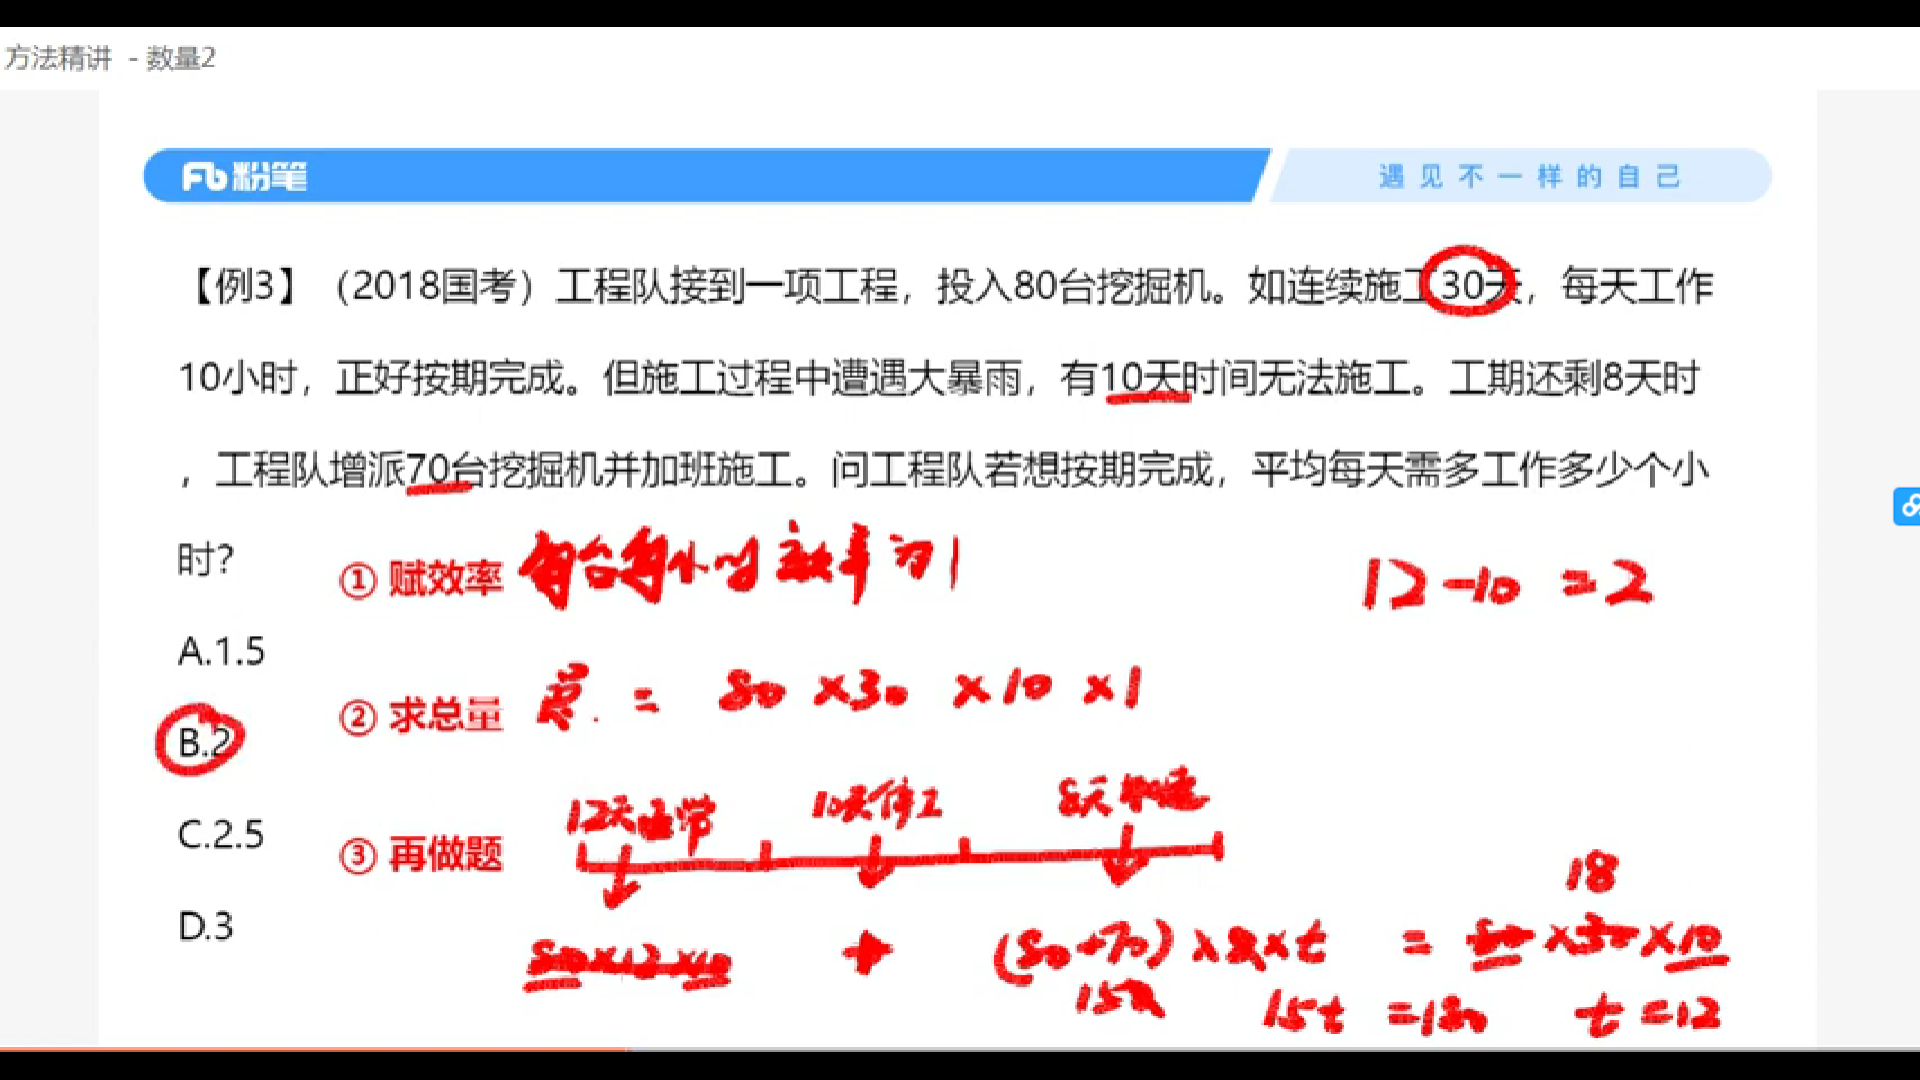 方法精讲 - 数量2
粉笔
遇见不一样的自己
【例3】（2018国考）工程队接到一项工程，投入80台挖掘机。如连续施工30天，每天工作
10小时，正好按期完成。但施工过程中遭遇大暴雨，有10天时间无法施工。工期还剩8天时
，工程队增派70台挖掘机并加班施工。问工程队若想按期完成，平均每天需多工作多少个小
时？
① 赋效率 每台每小时效率为1
12-10=2
A.1.5
② 求总量 总. = 80×30×10×1
B.2
12天正常 10天停工 8天加速
C.2.5
③ 再做题
18
D.3
80×12×10 + (80+70)×8×t = 80×30×10
150 15t=180 t=12